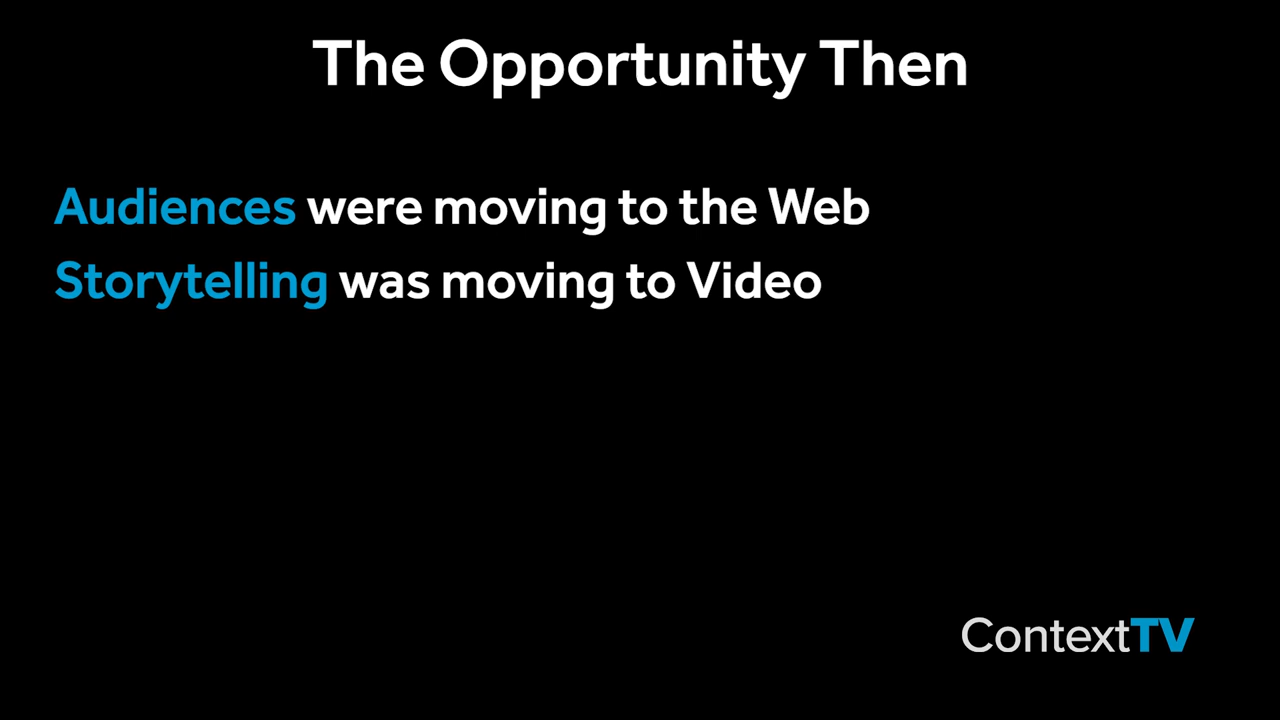 The Opportunity Then
Audiences were moving to the Web
Storytelling was moving to Video
ContextTV